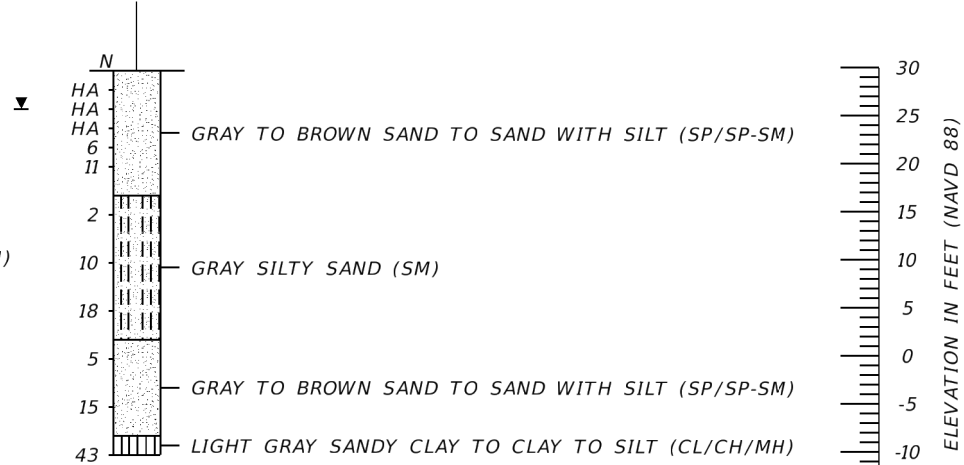 N
30
HA
HA
25
HA
GRAY TO BROWN SAND TO SAND WITH SILT (SP/SP-SM)
6
11
20
2
15
)
10
GRAY SILTY SAND (SM)
10
18
5
5
0
GRAY TO BROWN SAND TO SAND WITH SILT (SP/SP-SM)
15
-5
LIGHT GRAY SANDY CLAY TO CLAY TO SILT (CL/CH/MH)
43
-10
ELEVATION IN FEET (NAVD 88)